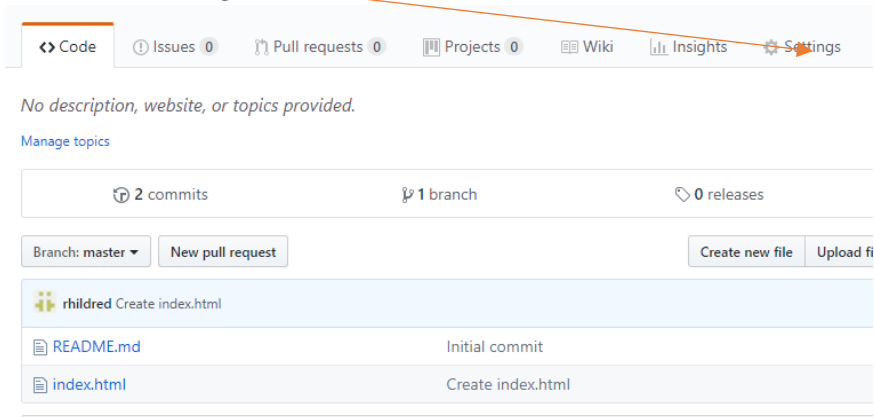 Code Issues 0 Pull requests 0 Projects 0 Wiki Insights Settings
No description, website, or topics provided.
Manage topics
2 commits 1 branch 0 releases
Branch: master New pull request Create new file Upload fi
rhildred Create index.html
README.md Initial commit
index.html Create index.html